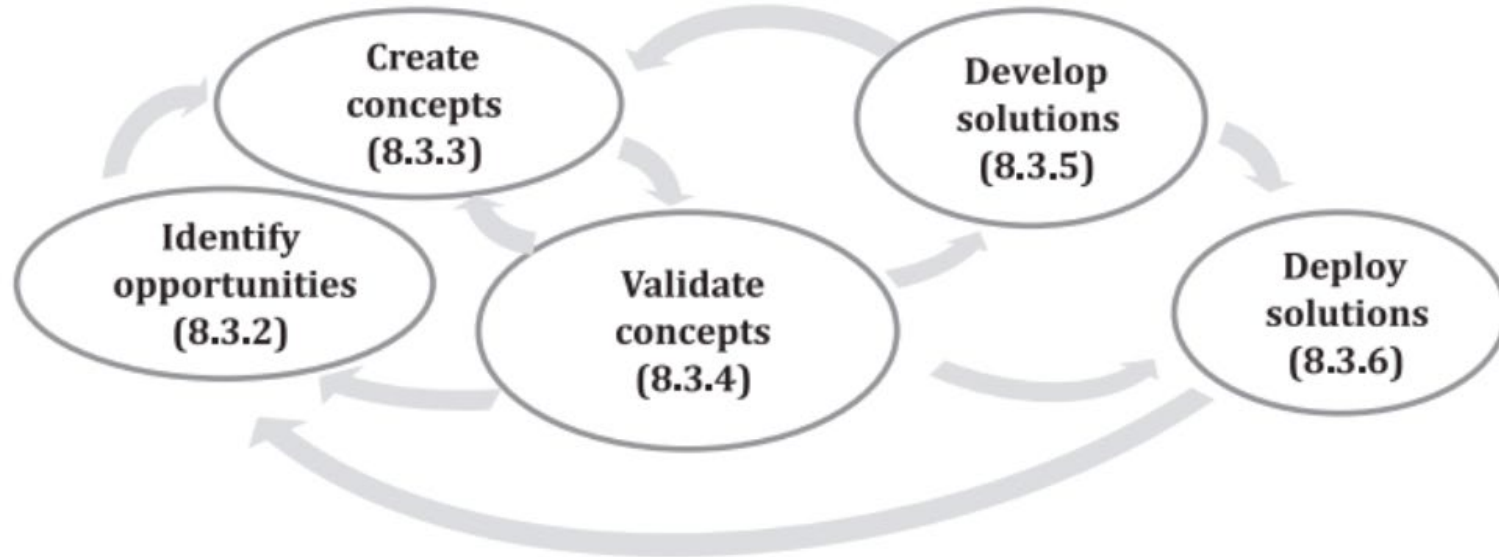 Create
concepts
(8.3.3)
Develop
solutions
(8.3.5)
Identify
opportunities
(8.3.2)
Validate
concepts
(8.3.4)
Deploy
solutions
(8.3.6)